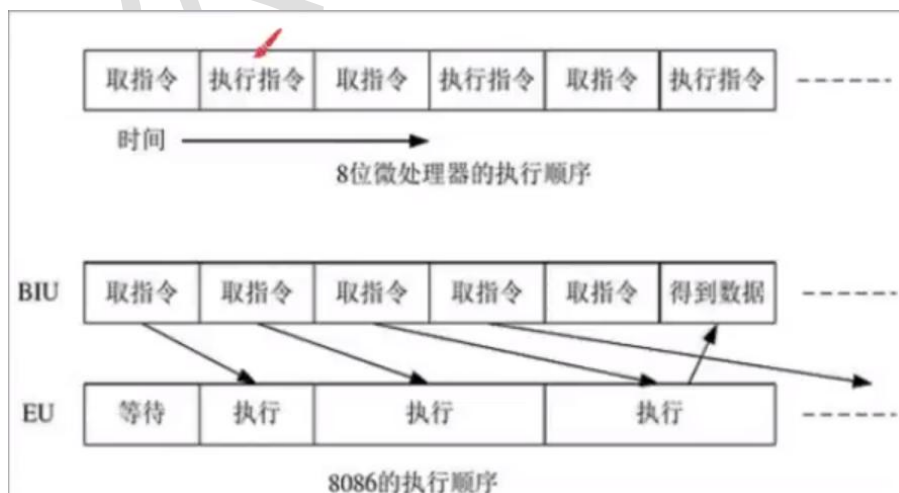 取指令 执行指令 取指令 执行指令 取指令 执行指令
时间
8位微处理器的执行顺序
BIU 取指令 取指令 取指令 取指令 取指令 得到数据
EU 等待 执行 执行 执行
8086的执行顺序